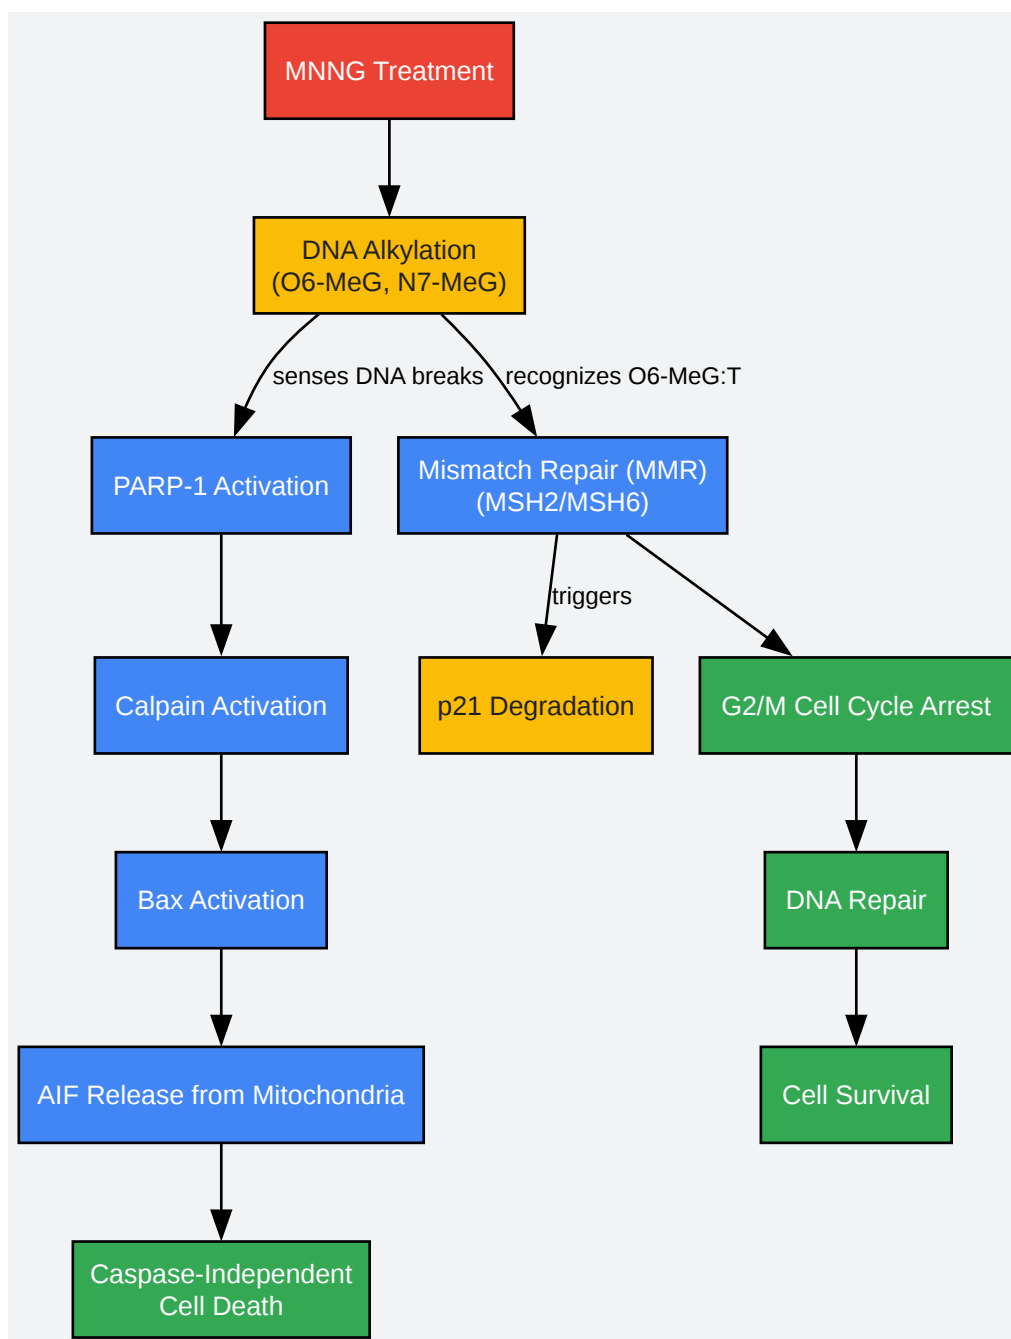 MNNG Treatment
DNA Alkylation
(O6-MeG, N7-MeG)
senses DNA breaks
recognizes O6-MeG:T
PARP-1 Activation
Mismatch Repair (MMR)
(MSH2/MSH6)
triggers
Calpain Activation
p21 Degradation
G2/M Cell Cycle Arrest
Bax Activation
DNA Repair
AIF Release from Mitochondria
Cell Survival
Caspase-Independent
Cell Death